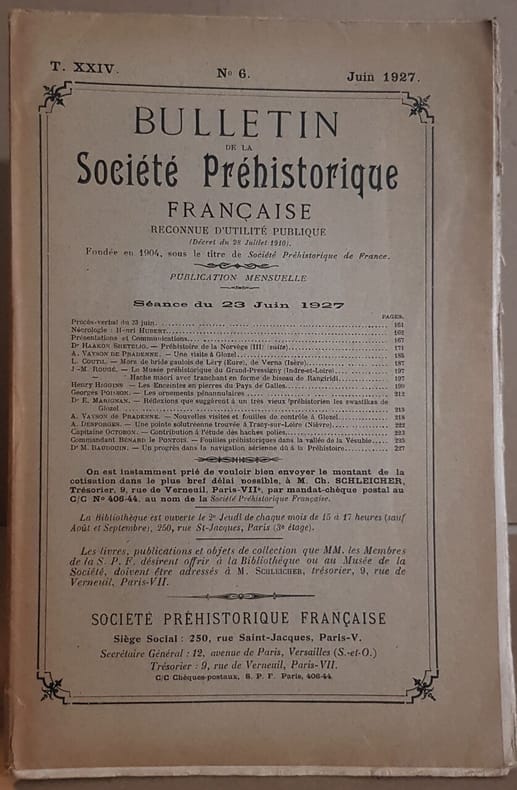 T. XXIV.
N° 6.
Juin 1927.
BULLETIN
DE LA
Société Préhistorique
FRANÇAISE
RECONNUE D'UTILITÉ PUBLIQUE
(Décret du 28 Juillet 1910).
Fondée en 1904, sous le titre de Société Préhistorique de France.
PUBLICATION MENSUELLE
Séance du 23 Juin 1927
PAGES.
Procès-verbal du 23 juin 161
Nécrologie : Henri HUBERT 162
Présentations et Communications 167
Dr HAAKON SHETELIG. — Préhistoire de la Norvège (III) (suite) 171
A. VAYSON DE PRADENNE. — Une visite à Glozel 185
L. COUTIL. — Mors de bride gaulois de Léry (Eure), de Verna (Isère) 187
J.-M. ROUGÉ. — Le Musée préhistorique du Grand-Pressigny (Indre-et-Loire) 197
— Hache maori avec tranchant en forme de biseau de Rangiridi 197
Henry HIGGINS — Les Enceintes en pierres du Pays de Galles 199
Georges POISSON. — Les ornements pénannulaires 212
Dr E. MARIGNAN. — Réflexions que suggèrent à un très vieux préhistorien les swastikas de
Glozel 215
A. VAYSON DE PRADENNE. — Nouvelles visites et fouilles de contrôle à Glozel 218
A. DESFORGES. — Une pointe solutréenne trouvée à Tracy-sur-Loire (Nièvre) 222
Capitaine OCTOBON. — Contribution à l'étude des haches polies 223
Commandant BÉNARD le PONTOIS. — Fouilles préhistoriques dans la vallée de la Vésubie 225
Dr M. BAUDOUIN. — Un progrès dans la navigation aérienne dû à la Préhistoire 227
On est instamment prié de vouloir bien envoyer le montant de la
cotisation dans le plus bref délai possible, à M. Ch. SCHLEICHER,
Trésorier, 9, rue de Verneuil, Paris-VIIe, par mandat-chèque postal au
C/C N° 406-44, au nom de la Société Préhistorique Française.
La Bibliothèque est ouverte le 2e Jeudi de chaque mois de 15 à 17 heures (sauf
Août et Septembre), 250, rue St-Jacques, Paris (3e étage).
Les livres, publications et objets de collection que MM. les Membres
de la S. P. F. désirent offrir à la Bibliothèque ou au Musée de la
Société, doivent être adressés à M. SCHLEICHER, trésorier, 9, rue de
Verneuil, Paris-VII.
SOCIÉTÉ PRÉHISTORIQUE FRANÇAISE
Siège Social : 250, rue Saint-Jacques, Paris-V.
Secrétaire Général : 12, avenue de Paris, Versailles (S.-et-O.)
Trésorier : 9, rue de Verneuil, Paris-VII.
C/C Chèques-postaux, S. P. F. Paris, 406-44.